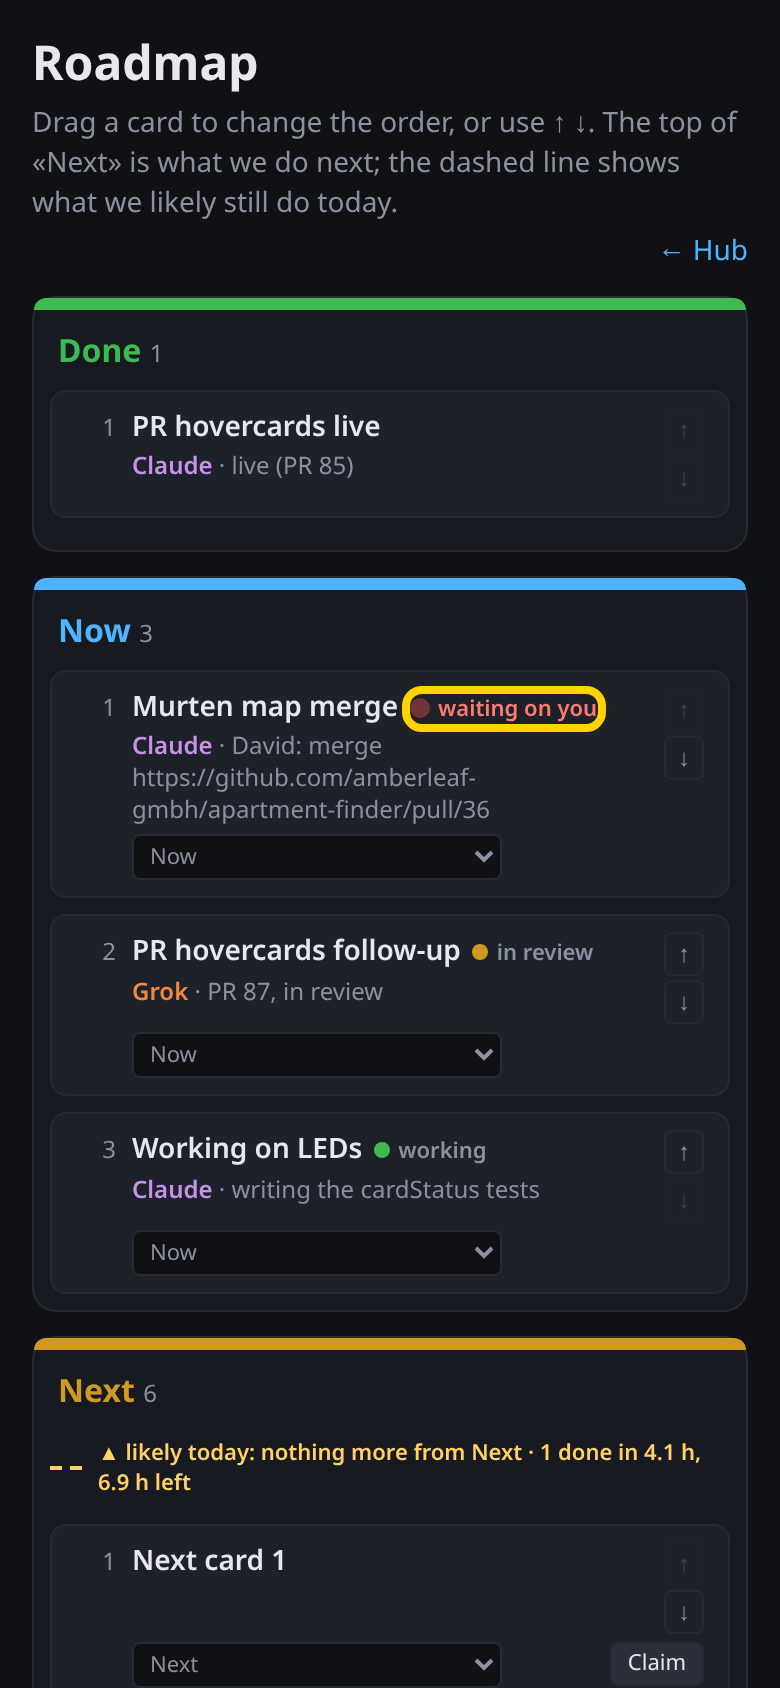 Roadmap
Drag a card to change the order, or use ↑ ↓. The top of
«Next» is what we do next; the dashed line shows
what we likely still do today.
← Hub
Done 1
1 PR hovercards live ↑
Claude · live (PR 85) ↓
Now 3
1 Murten map merge waiting on you ↑
Claude · David: merge ↓
https://github.com/amberleaf-
gmbh/apartment-finder/pull/36
Now
2 PR hovercards follow-up in review ↑
Grok · PR 87, in review ↓
Now
3 Working on LEDs working ↑
Claude · writing the cardStatus tests ↓
Now
Next 6
▲ likely today: nothing more from Next · 1 done in 4.1 h,
6.9 h left
1 Next card 1 ↑
↓
Next Claim